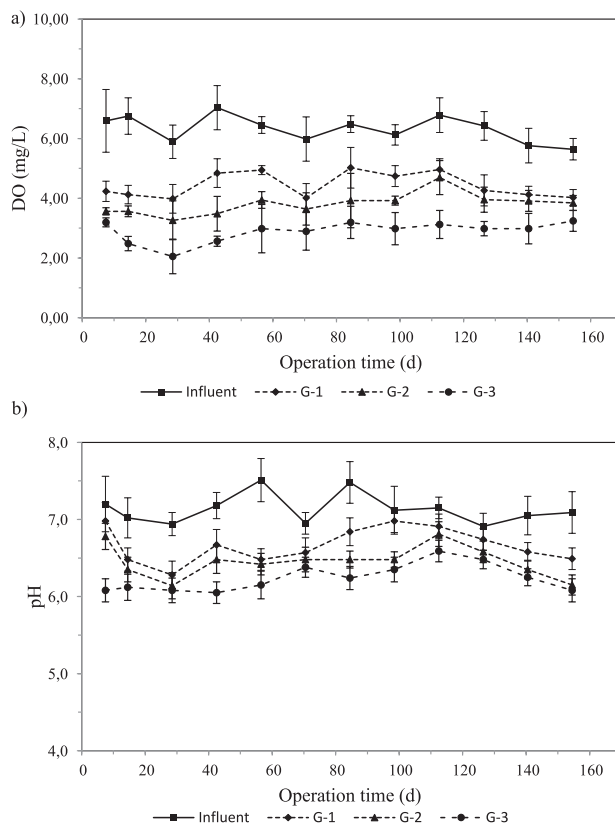 a)
10,00
8,00
6,00
4,00
2,00
0,00
DO (mg/L)
0 20 40 60 80 100 120 140 160
Operation time (d)
Influent G-1 G-2 G-3
b)
8,0
7,0
6,0
5,0
4,0
pH
0 20 40 60 80 100 120 140 160
Operation time (d)
Influent G-1 G-2 G-3